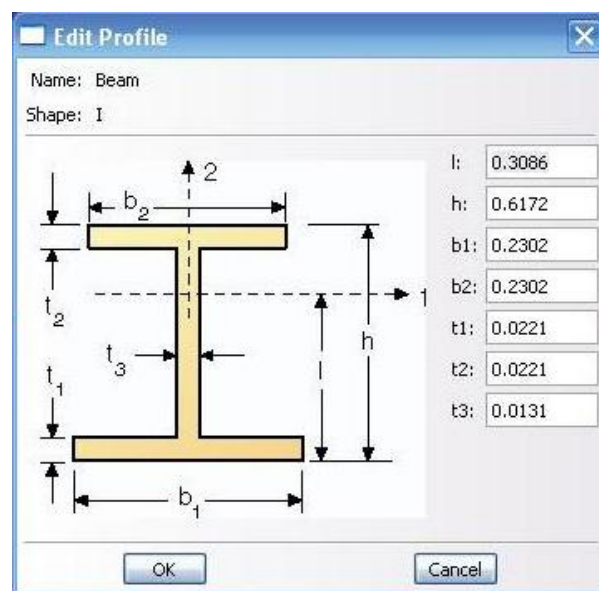 Edit Profile
Name: Beam
Shape: I
2
b2
t2
1
t3
h
l
t1
b1
l: 0.3086
h: 0.6172
b1: 0.2302
b2: 0.2302
t1: 0.0221
t2: 0.0221
t3: 0.0131
OK
Cancel